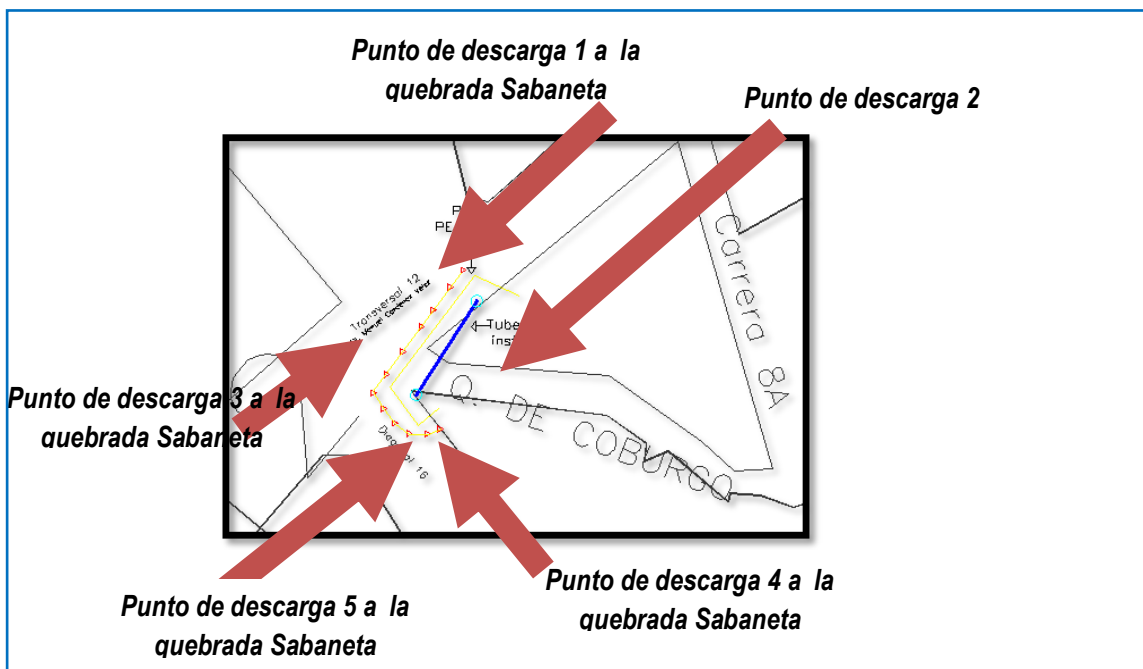 Punto de descarga 1 a la
quebrada Sabaneta
Punto de descarga 2
P
PE
Transversal 12
Carrera 8A
Tube
inst
Punto de descarga 3 a la
quebrada Sabaneta
Q. DE COBURGO
Diagonal 16
Punto de descarga 4 a la
quebrada Sabaneta
Punto de descarga 5 a la
quebrada Sabaneta